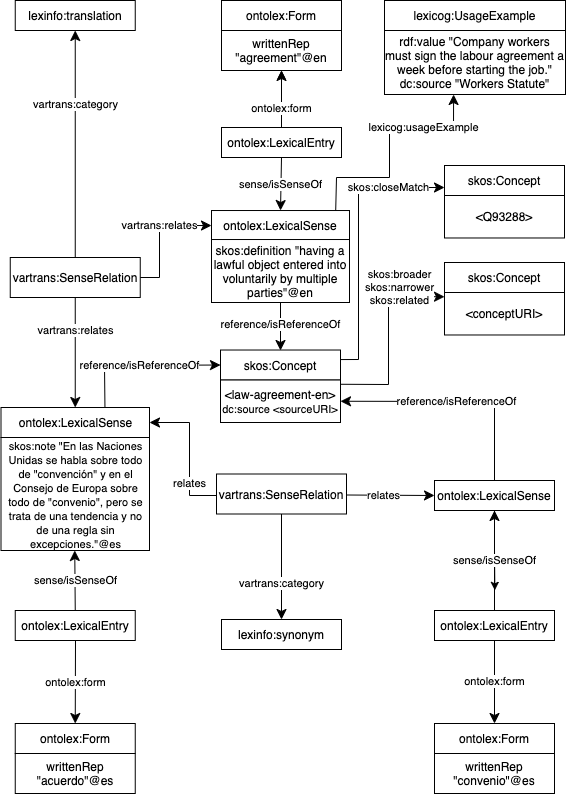 lexinfo:translation
ontolex:Form
writtenRep
"agreement"@en
lexicog:UsageExample
rdf:value "Company workers
must sign the labour agreement a
week before starting the job."
dc:source "Workers Statute"
vartrans:category
ontolex:form
lexicog:usageExample
ontolex:LexicalEntry
sense/isSenseOf
skos:closeMatch
skos:Concept
<Q93288>
vartrans:relates
ontolex:LexicalSense
skos:definition "having a
lawful object entered into
voluntarily by multiple
parties"@en
vartrans:SenseRelation
skos:broader
skos:narrower
skos:related
skos:Concept
<conceptURI>
vartrans:relates
reference/isReferenceOf
reference/isReferenceOf
skos:Concept
<law-agreement-en>
dc:source <sourceURI>
reference/isReferenceOf
ontolex:LexicalSense
skos:note "En las Naciones
Unidas se habla sobre todo
de "convención" y en el
Consejo de Europa sobre
todo de "convenio", pero se
trata de una tendencia y no
de una regla sin
excepciones."@es
relates
vartrans:SenseRelation
relates
ontolex:LexicalSense
sense/isSenseOf
vartrans:category
sense/isSenseOf
ontolex:LexicalEntry
lexinfo:synonym
ontolex:LexicalEntry
ontolex:form
ontolex:form
ontolex:Form
writtenRep
"acuerdo"@es
ontolex:Form
writtenRep
"convenio"@es